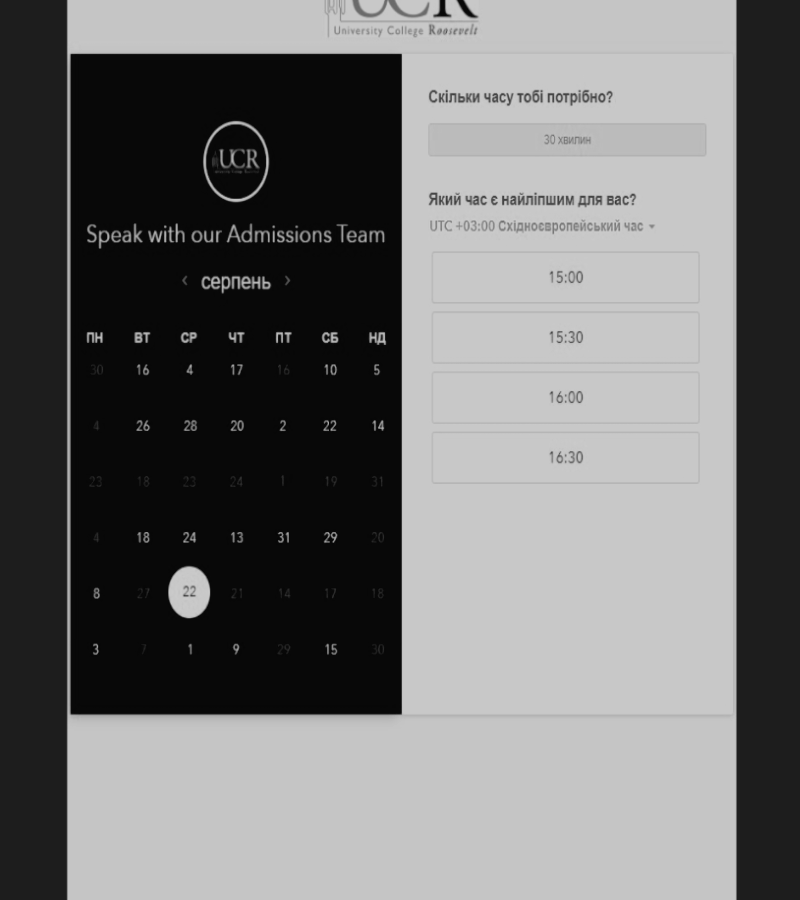 UCR
University College Roosevelt
UCR
Speak with our Admissions Team
‹ серпень ›
ПН ВТ СР ЧТ ПТ СБ НД
30 16 4 17 16 10 5
4 26 28 20 2 22 14
23 18 23 24 1 19 31
4 18 24 13 31 29 20
8 27 22 21 14 17 18
3 7 1 9 29 15 30
Скільки часу тобі потрібно?
30 хвилин
Який час є найліпшим для вас?
UTC +03:00 Східноєвропейський час
15:00
15:30
16:00
16:30